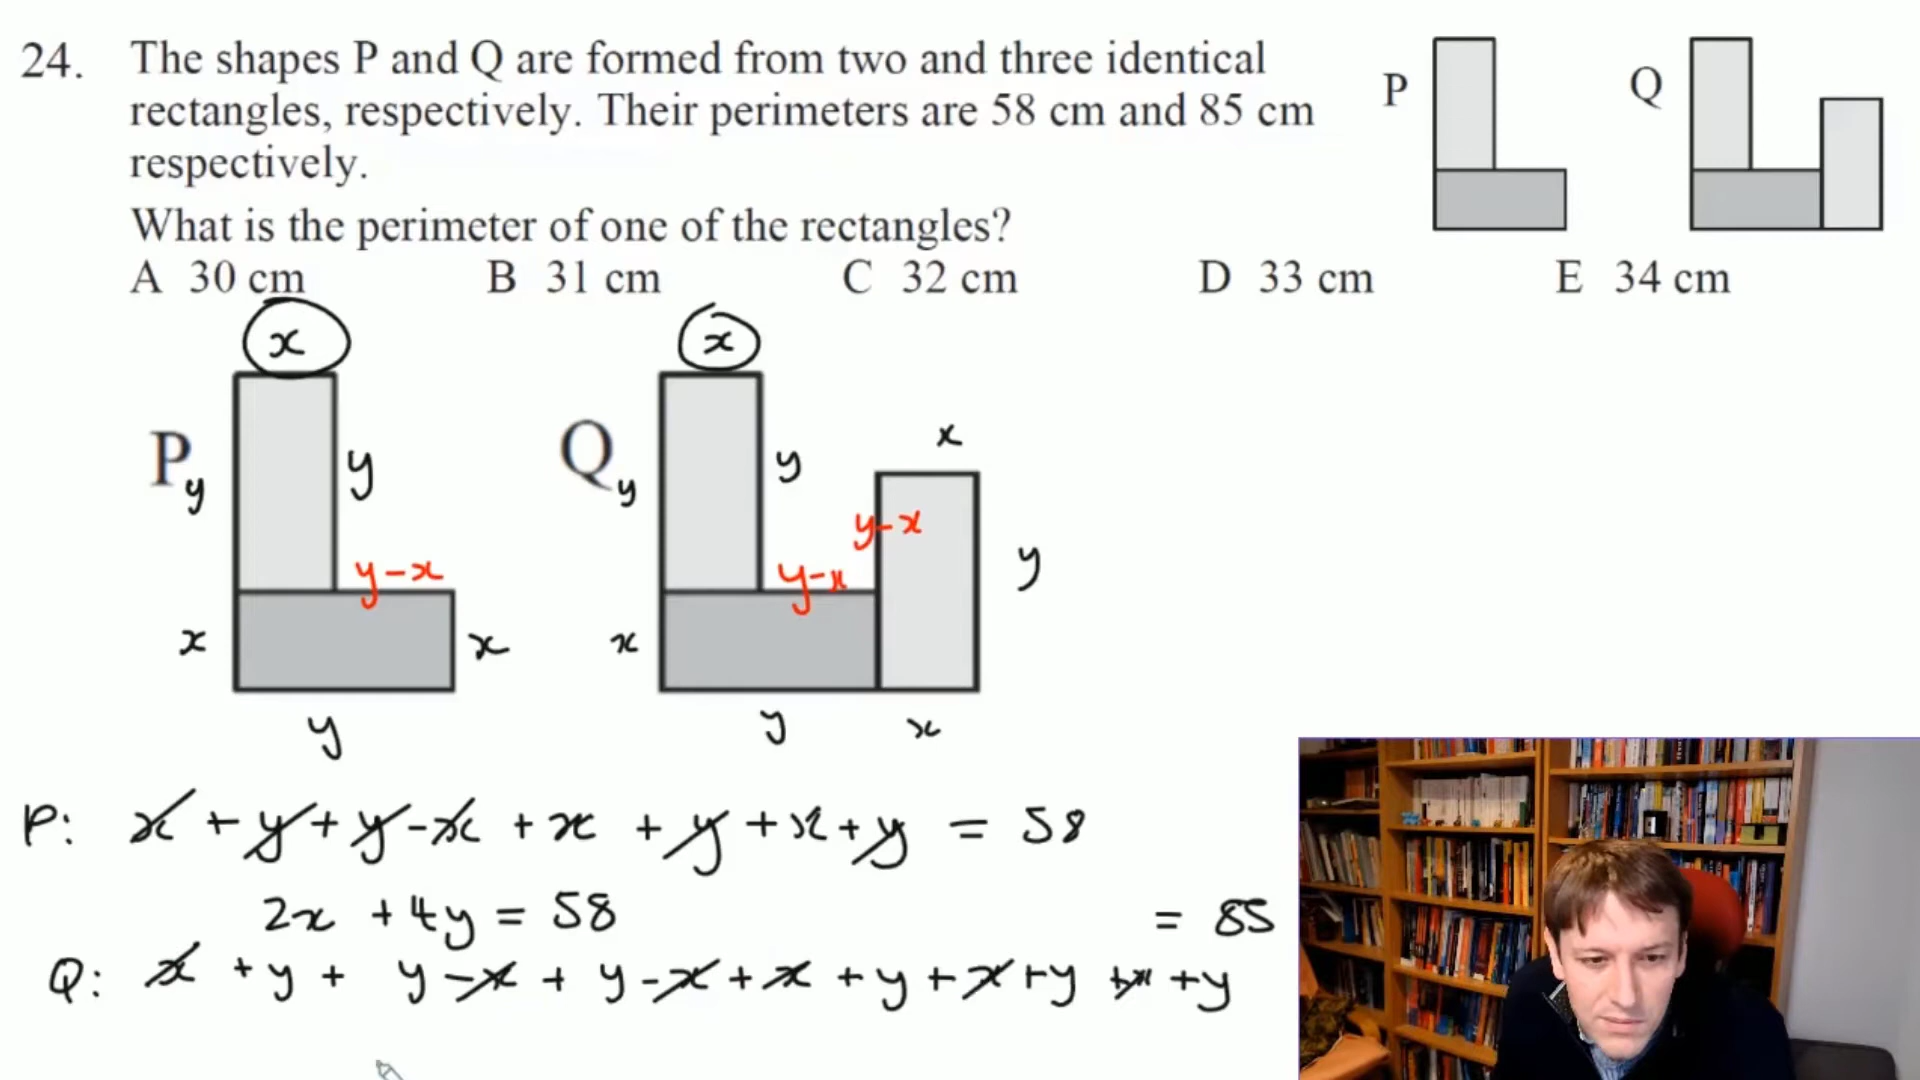 24. The shapes P and Q are formed from two and three identical
rectangles, respectively. Their perimeters are 58 cm and 85 cm
respectively.
What is the perimeter of one of the rectangles?
A 30 cm B 31 cm C 32 cm D 33 cm E 34 cm
P Q
x x
x
P Q
y y y y
y-x
y-x y-x y
x x x
y y x
P: x + y + y - x + x + y + x + y = 58
2x + 4y = 58
= 85
Q: x + y + y - x + y - x + x + y + x + y + x + y